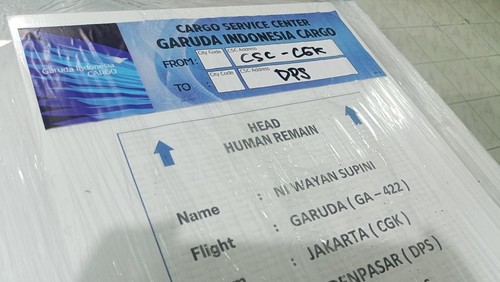 CARGO SERVICE CENTER
GARUDA INDONESIA CARGO
Garuda Indonesia
CARGO
FROM: City Code CSC Address CSC - CGK
TO City Code CSC Address DPS
HEAD
HUMAN REMAIN
Name : NI WAYAN SUPINI
Flight : GARUDA ( GA - 422 )
: JAKARTA ( CGK )
DENPASAR ( DPS )